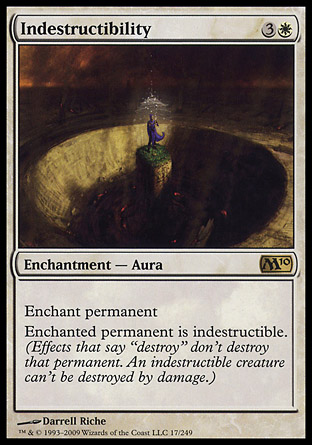 Indestructibility 3
Enchantment — Aura M10
Enchant permanent
Enchanted permanent is indestructible.
(Effects that say “destroy” don’t destroy
that permanent. An indestructible creature
can’t be destroyed by damage.)
Darrell Riche
™ & © 1993–2009 Wizards of the Coast LLC 17/249